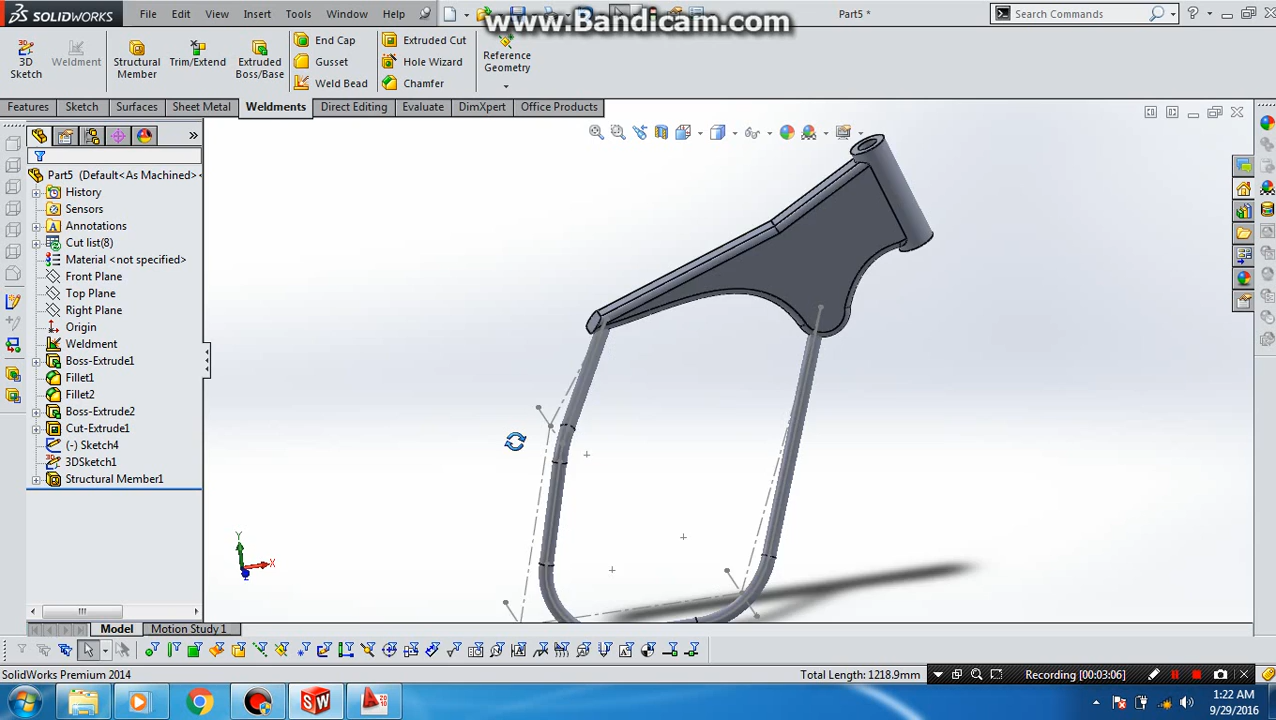 SOLIDWORKS File Edit View Insert Tools Window Help Part5 * Search Commands
www.Bandicam.com
3D Sketch Weldment Structural Member Trim/Extend Extruded Boss/Base End Cap Gusset Weld Bead Extruded Cut Hole Wizard Chamfer Reference Geometry
Features Sketch Surfaces Sheet Metal Weldments Direct Editing Evaluate DimXpert Office Products
Part5 (Default<As Machined><
History
Sensors
Annotations
Cut list(8)
Material <not specified>
Front Plane
Top Plane
Right Plane
Origin
Weldment
Boss-Extrude1
Fillet1
Fillet2
Boss-Extrude2
Cut-Extrude1
(-) Sketch4
3DSketch1
Structural Member1
Y
X
Model Motion Study 1
SolidWorks Premium 2014 Total Length: 1218.9mm Recording [00:03:06]
1:22 AM
9/29/2016